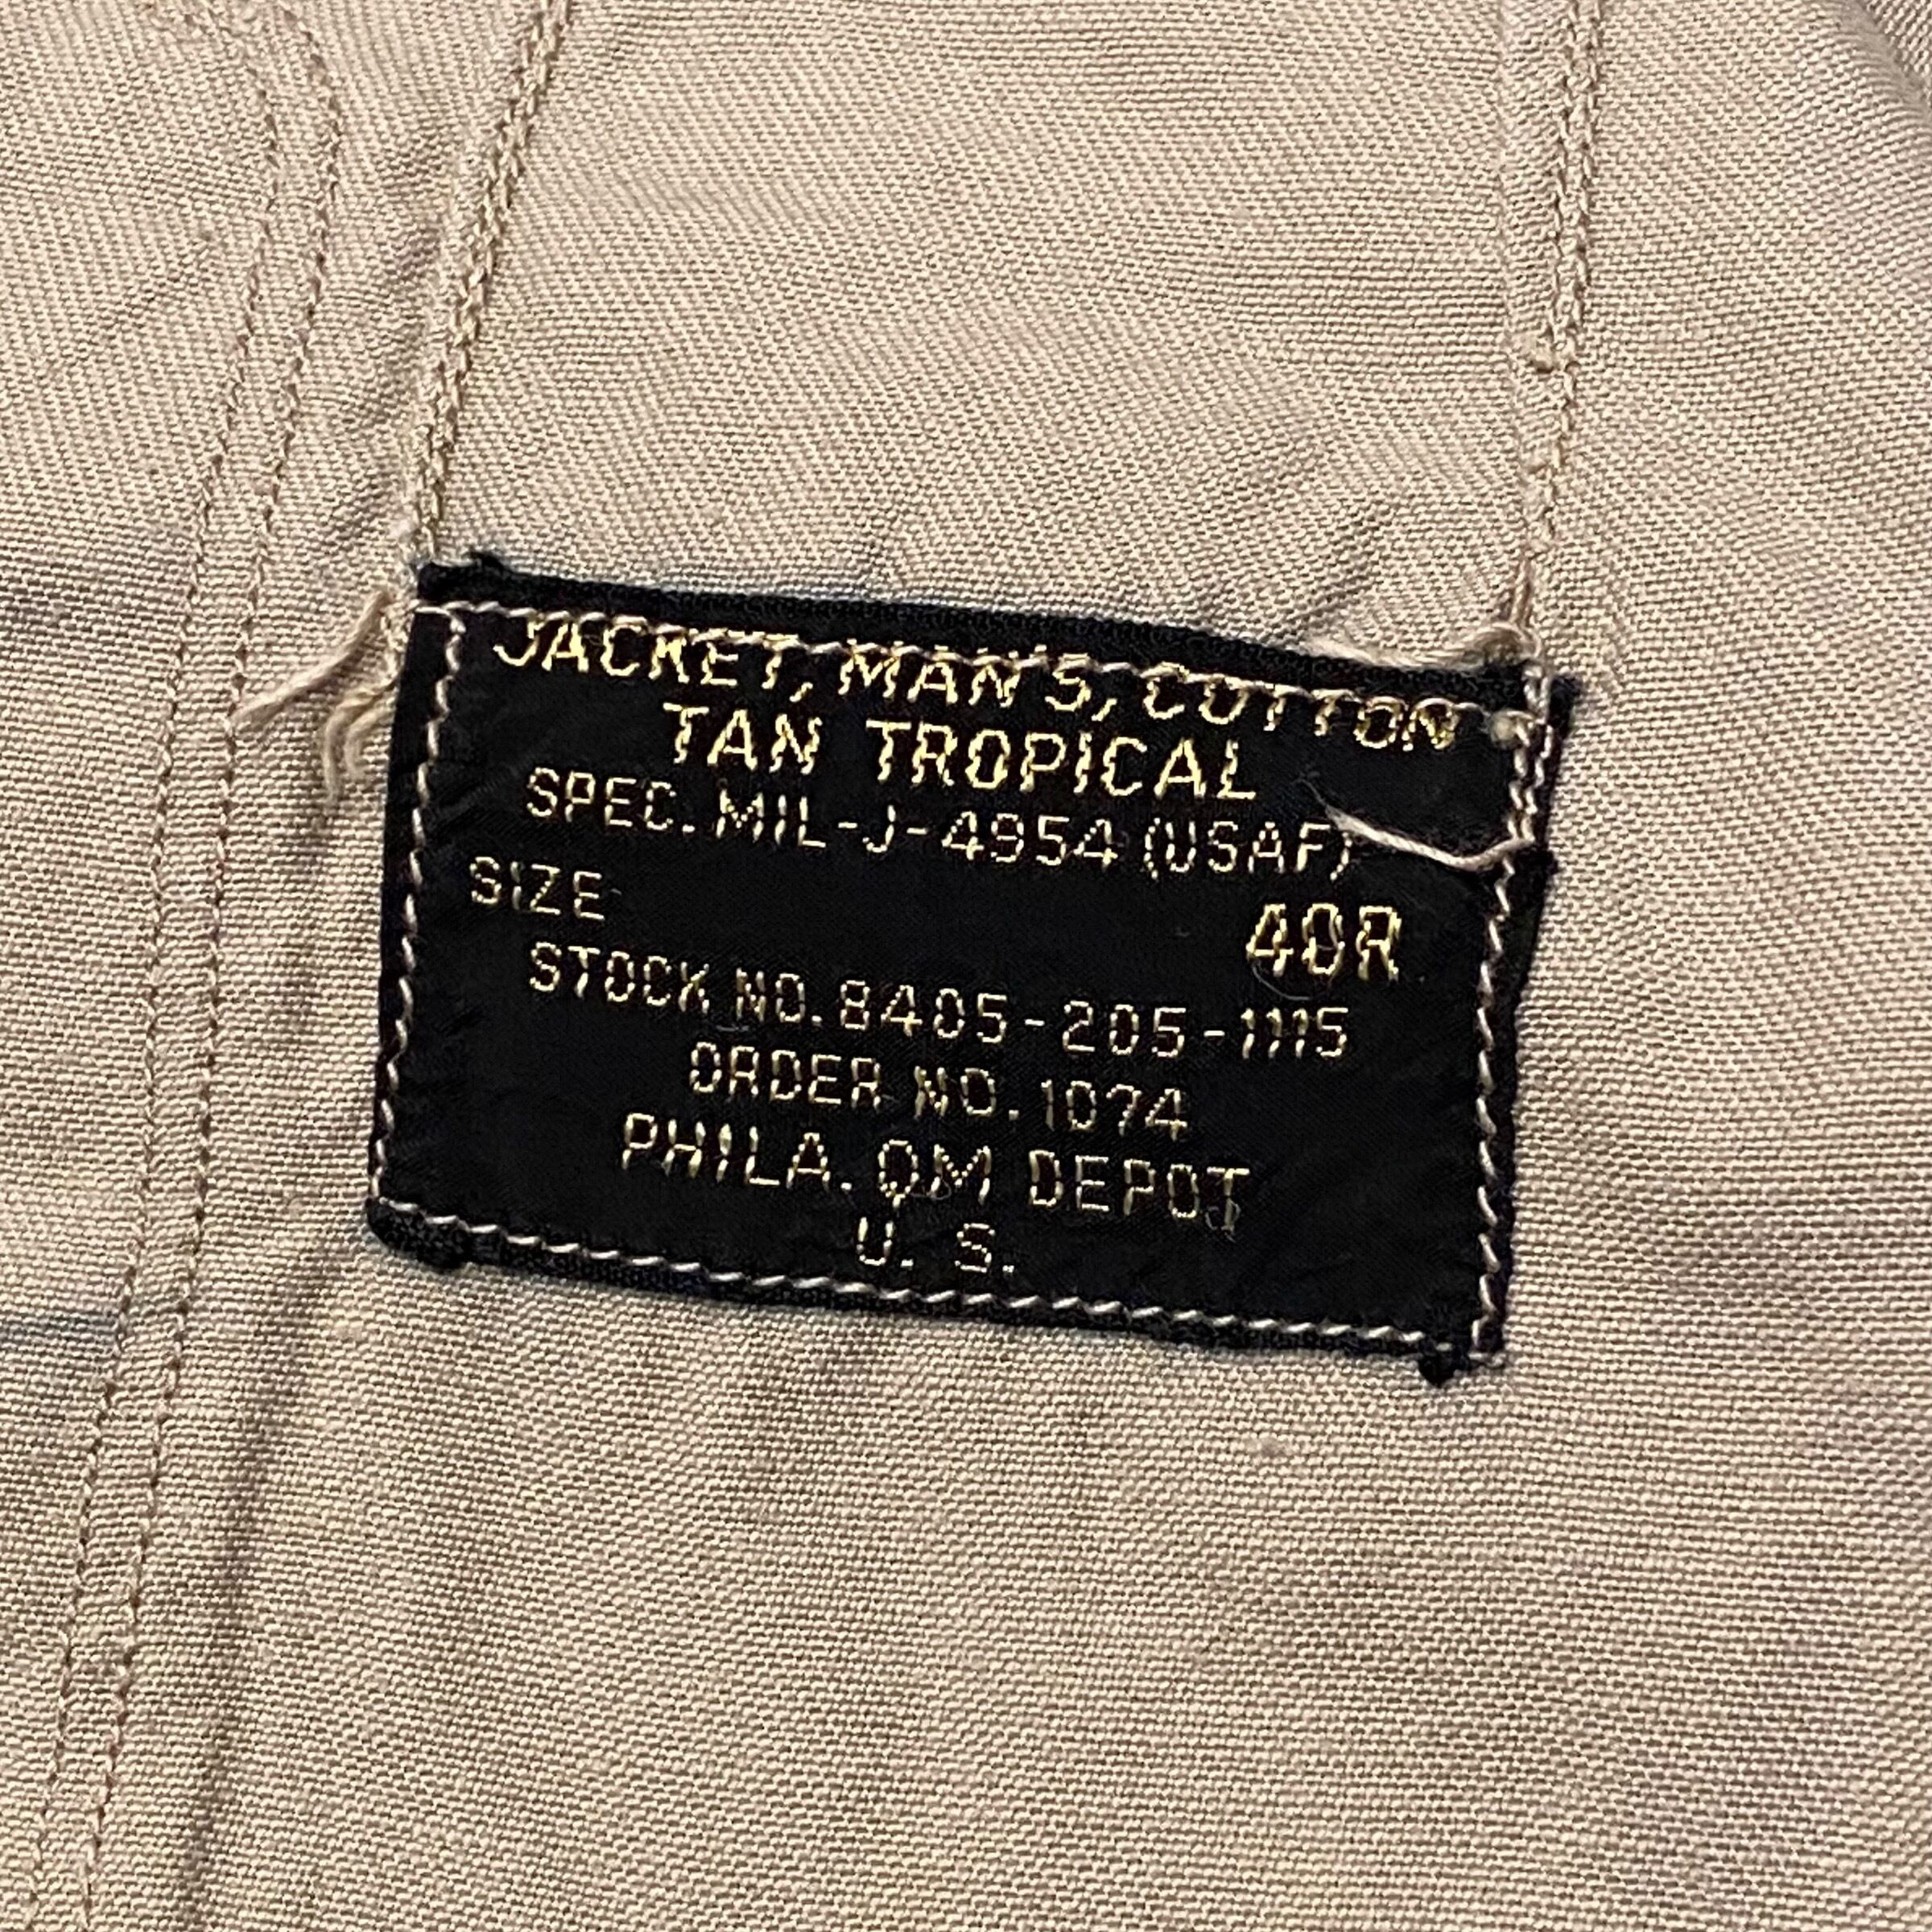 JACKET, MAN'S, COTTON
TAN TROPICAL
SPEC. MIL-J-4954 (USAF)
SIZE 40R
STOCK NO. 8405-205-1115
ORDER NO. 1074
PHILA. QM DEPOT
U. S.